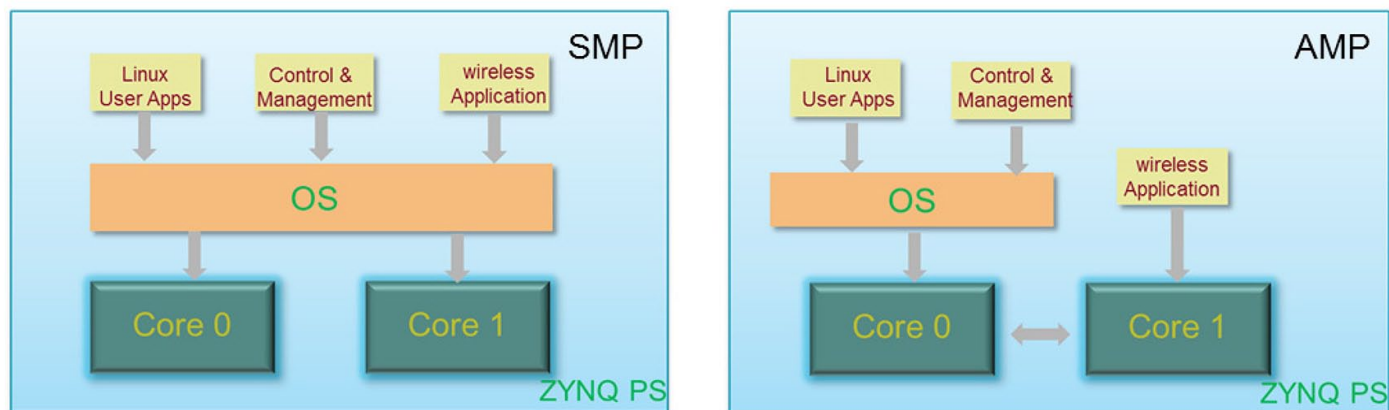 SMP
Linux
User Apps
Control &
Management
wireless
Application
OS
Core 0
Core 1
ZYNQ PS
AMP
Linux
User Apps
Control &
Management
wireless
Application
OS
Core 0
Core 1
ZYNQ PS